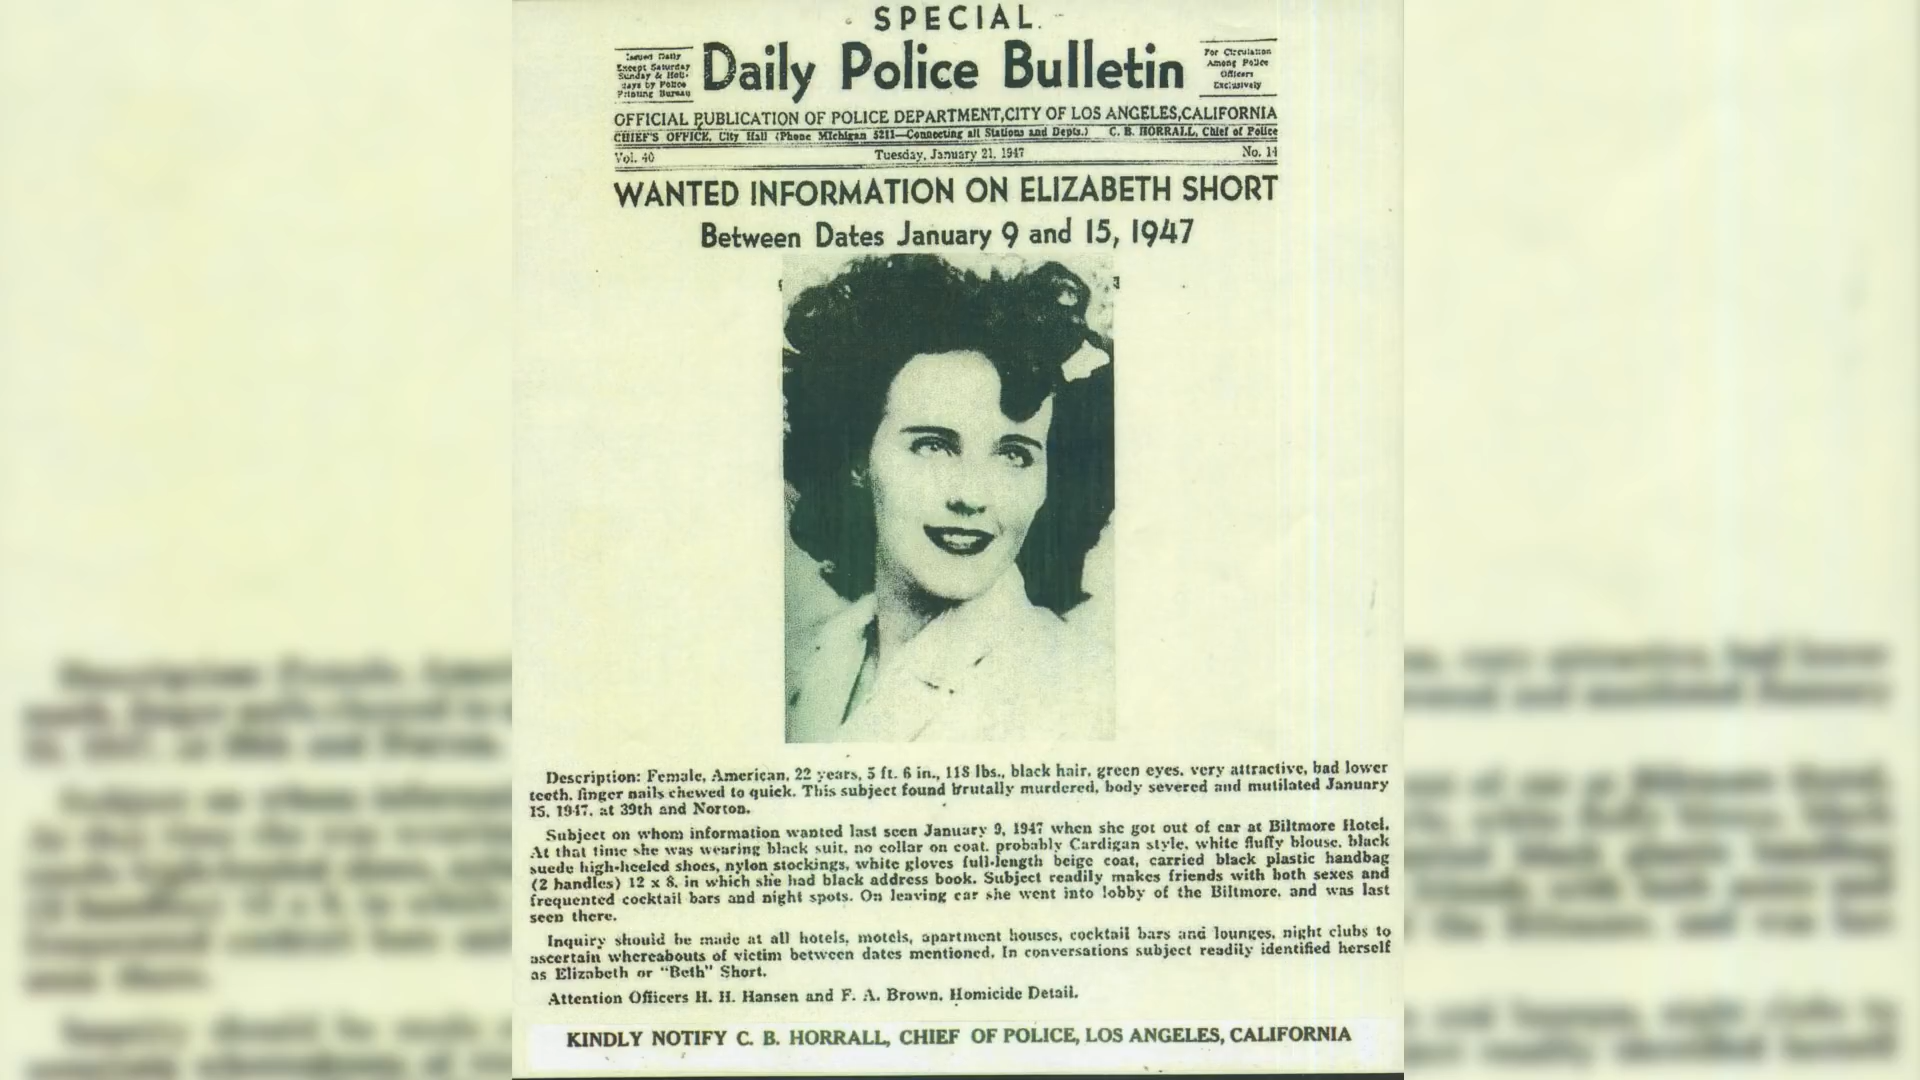 SPECIAL
Issued Daily
Except Saturday
Sunday & Holi-
days by Police
Printing Bureau
Daily Police Bulletin
For Circulation
Among Police
Officers
Exclusively
OFFICIAL PUBLICATION OF POLICE DEPARTMENT, CITY OF LOS ANGELES, CALIFORNIA
CHIEF'S OFFICE, City Hall (Phone MIchigan 5211—Connecting all Stations and Depts.) C. B. HORRALL, Chief of Police
Vol. 40 Tuesday, January 21, 1947 No. 14
WANTED INFORMATION ON ELIZABETH SHORT
Between Dates January 9 and 15, 1947
Description: Female, American, 22 years, 5 ft. 6 in., 118 lbs., black hair, green eyes, very attractive, bad lower
teeth, finger nails chewed to quick. This subject found brutally murdered, body severed and mutilated January
15, 1947, at 39th and Norton.
Subject on whom information wanted last seen January 9, 1947 when she got out of car at Biltmore Hotel.
At that time she was wearing black suit, no collar on coat, probably Cardigan style, white fluffy blouse, black
suede high-heeled shoes, nylon stockings, white gloves full-length beige coat, carried black plastic handbag
(2 handles) 12 x 8, in which she had black address book. Subject readily makes friends with both sexes and
frequented cocktail bars and night spots. On leaving car she went into lobby of the Biltmore, and was last
seen there.
Inquiry should be made at all hotels, motels, apartment houses, cocktail bars and lounges, night clubs to
ascertain whereabouts of victim between dates mentioned. In conversations subject readily identified herself
as Elizabeth or "Beth" Short.
Attention Officers H. H. Hansen and F. A. Brown, Homicide Detail.
KINDLY NOTIFY C. B. HORRALL, CHIEF OF POLICE, LOS ANGELES, CALIFORNIA